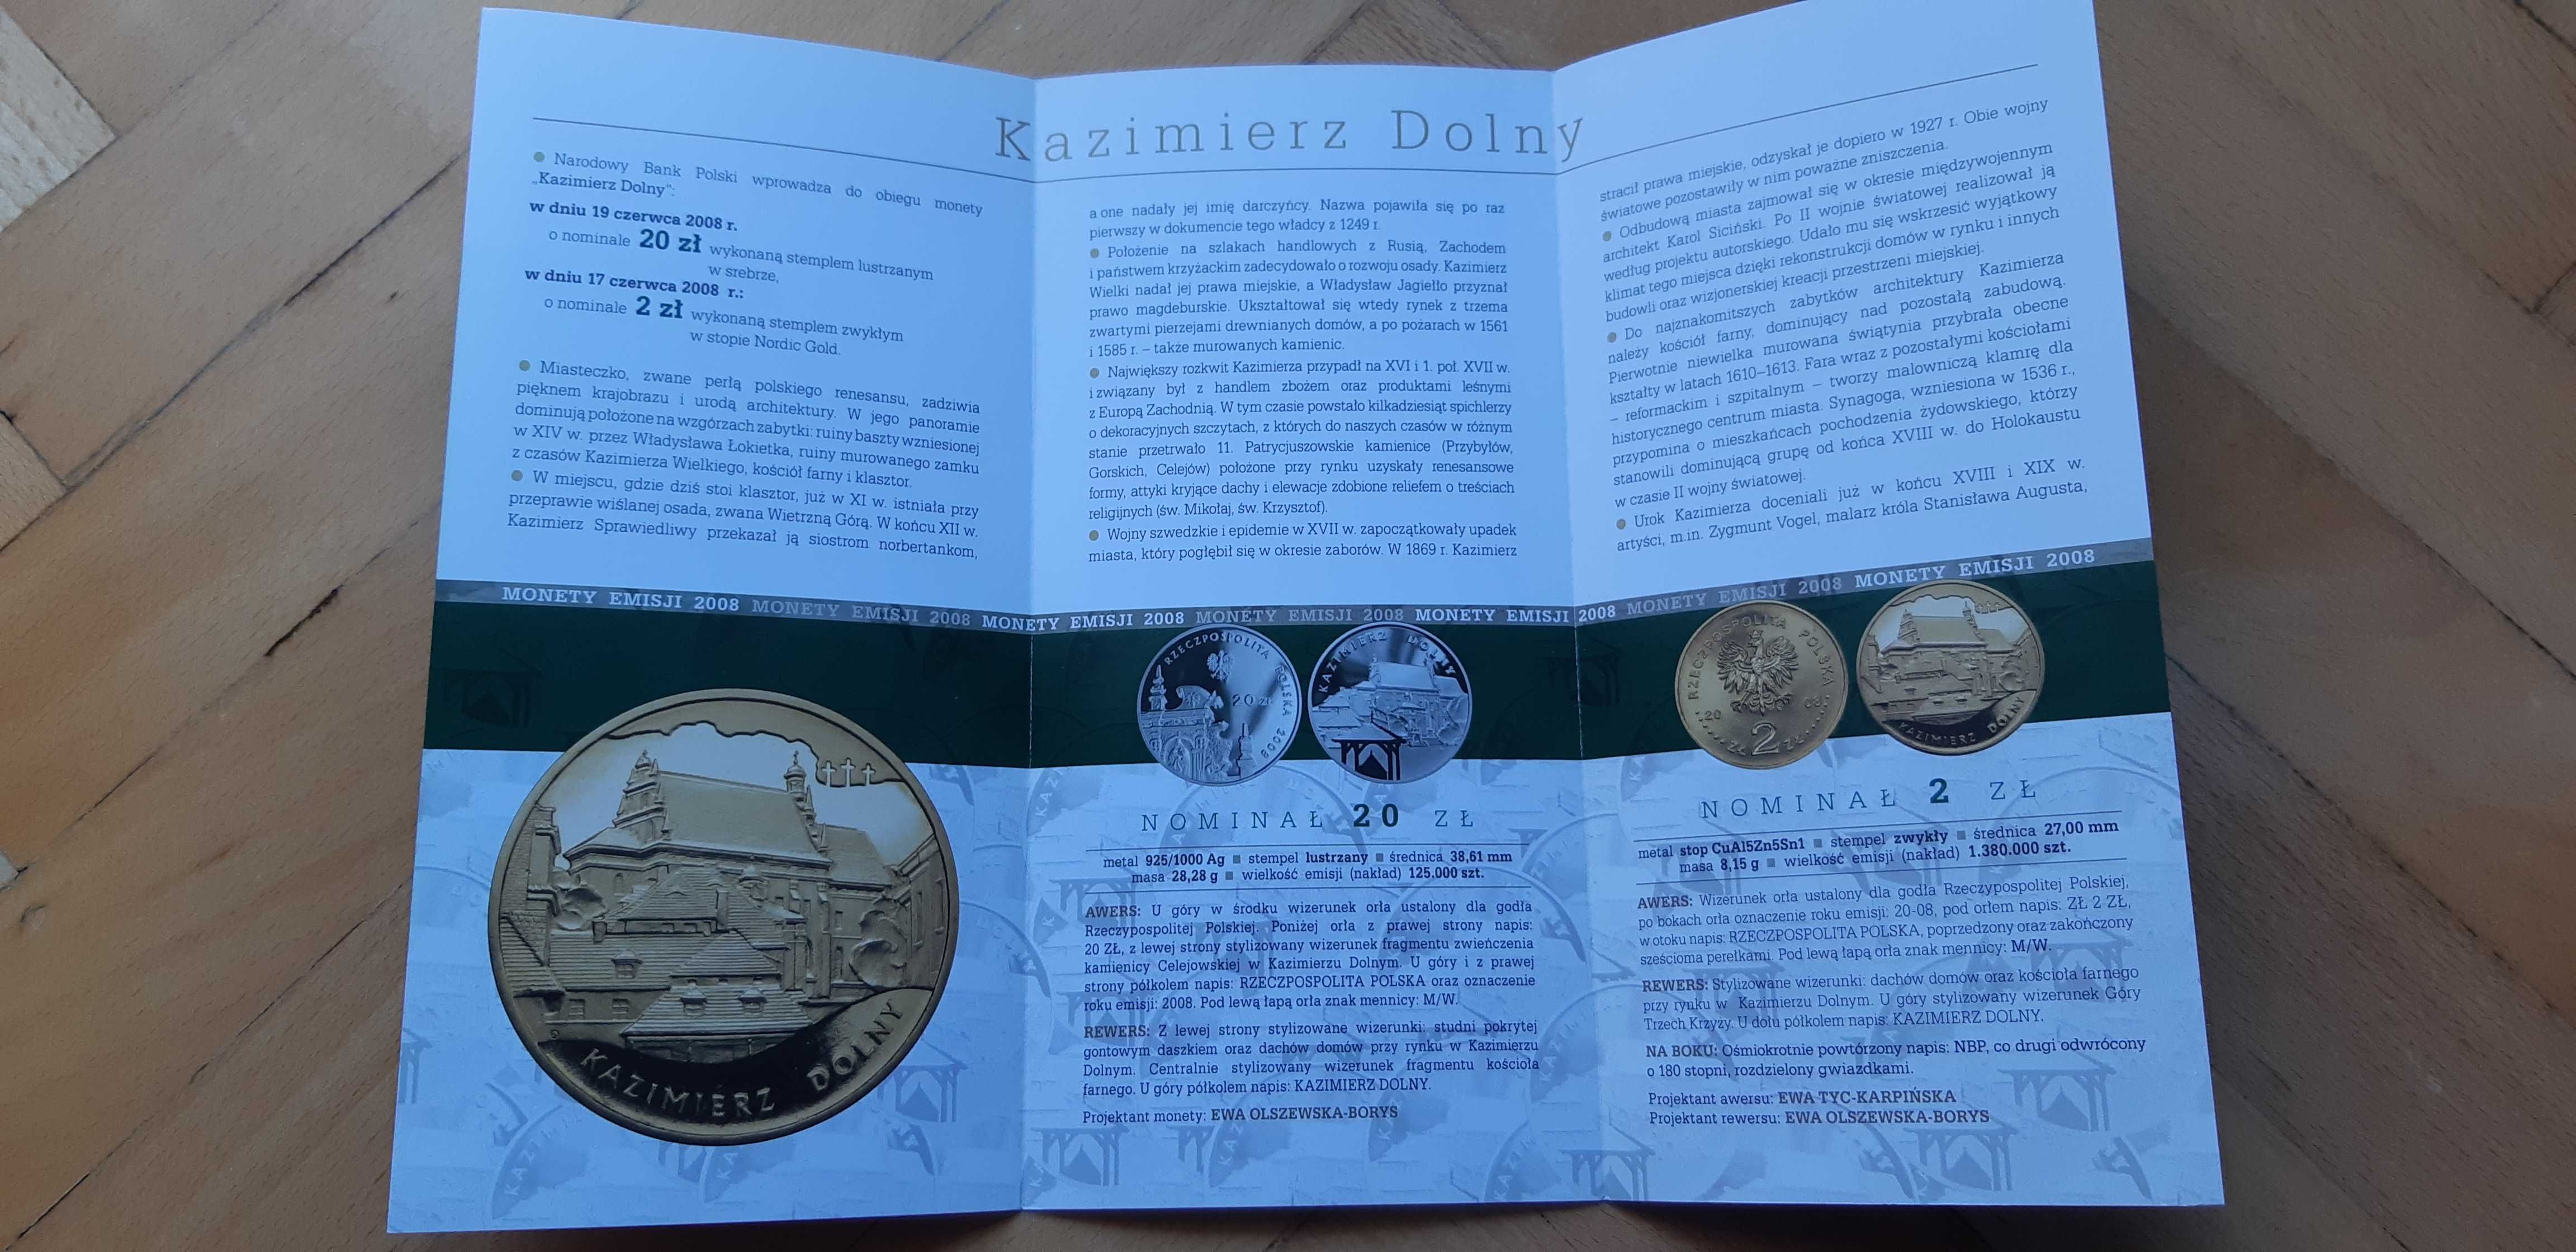 Kazimierz Dolny
Narodowy Bank Polski wprowadza do obiegu monety
„Kazimierz Dolny”:
w dniu 19 czerwca 2008 r.
o nominale 20 zł wykonaną stemplem lustrzanym
w srebrze,
w dniu 17 czerwca 2008 r.:
o nominale 2 zł wykonaną stemplem zwykłym
w stopie Nordic Gold.
Miasteczko, zwane perłą polskiego renesansu, zadziwia
pięknem krajobrazu i urodą architektury. W jego panoramie
dominują położone na wzgórzach zabytki: ruiny baszty wzniesionej
w XIV w. przez Władysława Łokietka, ruiny murowanego zamku
z czasów Kazimierza Wielkiego, kościół farny i klasztor.
W miejscu, gdzie dziś stoi klasztor, już w XI w. istniała przy
przeprawie wiślanej osada, zwana Wietrzną Górą. W końcu XII w.
Kazimierz Sprawiedliwy przekazał ją siostrom norbertankom,
a one nadały jej imię darczyńcy. Nazwa pojawiła się po raz
pierwszy w dokumencie tego władcy z 1249 r.
Położenie na szlakach handlowych z Rusią, Zachodem
i państwem krzyżackim zadecydowało o rozwoju osady. Kazimierz
Wielki nadał jej prawa miejskie, a Władysław Jagiełło przyznał
prawo magdeburskie. Ukształtował się wtedy rynek z trzema
zwartymi pierzejami drewnianych domów, a po pożarach w 1561
i 1585 r. – także murowanych kamienic.
Największy rozkwit Kazimierza przypadł na XVI i 1. poł. XVII w.
i związany był z handlem zbożem oraz produktami leśnymi
z Europą Zachodnią. W tym czasie powstało kilkadziesiąt spichlerzy
o dekoracyjnych szczytach, z których do naszych czasów w różnym
stanie przetrwało 11. Patrycjuszowskie kamienice (Przybyłów,
Gorskich, Celejów) położone przy rynku uzyskały renesansowe
formy, attyki kryjące dachy i elewacje zdobione reliefem o treściach
religijnych (św. Mikołaj, św. Krzysztof).
Wojny szwedzkie i epidemie w XVII w. zapoczątkowały upadek
miasta, który pogłębił się w okresie zaborów. W 1869 r. Kazimierz
stracił prawa miejskie, odzyskał je dopiero w 1927 r. Obie wojny
światowe pozostawiły w nim poważne zniszczenia.
Odbudową miasta zajmował się w okresie międzywojennym
architekt Karol Siciński. Po II wojnie światowej realizował ją
według projektu autorskiego. Udało mu się wskrzesić wyjątkowy
klimat tego miejsca dzięki rekonstrukcji domów w rynku i innych
budowli oraz wizjonerskiej kreacji przestrzeni miejskiej.
Do najznakomitszych zabytków architektury Kazimierza
należy kościół farny, dominujący nad pozostałą zabudową.
Pierwotnie niewielka murowana świątynia przybrała obecne
kształty w latach 1610–1613. Fara wraz z pozostałymi kościołami
– reformackim i szpitalnym – tworzy malowniczą klamrę dla
historycznego centrum miasta. Synagoga, wzniesiona w 1536 r.,
przypomina o mieszkańcach pochodzenia żydowskiego, którzy
stanowili dominującą grupę od końca XVIII w. do Holokaustu
w czasie II wojny światowej.
Urok Kazimierza doceniali już w końcu XVIII i XIX w.
artyści, m.in. Zygmunt Vogel, malarz króla Stanisława Augusta,
MONETY EMISJI 2008 MONETY EMISJI 2008 MONETY EMISJI 2008 MONETY EMISJI 2008 MONETY EMISJI 2008 MONETY EMISJI 2008 MONETY EMISJI 2008
KAZIMIERZ DOLNY
RZECZPOSPOLITA POLSKA 2008
20 ZŁ
KAZIMIERZ DOLNY
NOMINAŁ 20 ZŁ
metal 925/1000 Ag ■ stempel lustrzany ■ średnica 38,61 mm
masa 28,28 g ■ wielkość emisji (nakład) 125.000 szt.
AWERS: U góry w środku wizerunek orła ustalony dla godła
Rzeczypospolitej Polskiej. Poniżej orła z prawej strony napis:
20 ZŁ, z lewej strony stylizowany wizerunek fragmentu zwieńczenia
kamienicy Celejowskiej w Kazimierzu Dolnym. U góry i z prawej
strony półkolem napis: RZECZPOSPOLITA POLSKA oraz oznaczenie
roku emisji: 2008. Pod lewą łapą orła znak mennicy: M/W.
REWERS: Z lewej strony stylizowane wizerunki: studni pokrytej
gontowym daszkiem oraz dachów domów przy rynku w Kazimierzu
Dolnym. Centralnie stylizowany wizerunek fragmentu kościoła
farnego. U góry półkolem napis: KAZIMIERZ DOLNY.
Projektant monety: EWA OLSZEWSKA-BORYS
RZECZPOSPOLITA POLSKA
20 08
ZŁ 2 ZŁ
KAZIMIERZ DOLNY
NOMINAŁ 2 ZŁ
metal stop CuAl5Zn5Sn1 ■ stempel zwykły ■ średnica 27,00 mm
masa 8,15 g ■ wielkość emisji (nakład) 1.380.000 szt.
AWERS: Wizerunek orła ustalony dla godła Rzeczypospolitej Polskiej,
po bokach orła oznaczenie roku emisji: 20-08, pod orłem napis: ZŁ 2 ZŁ,
w otoku napis: RZECZPOSPOLITA POLSKA, poprzedzony oraz zakończony
sześcioma perełkami. Pod lewą łapą orła znak mennicy: M/W.
REWERS: Stylizowane wizerunki: dachów domów oraz kościoła farnego
przy rynku w Kazimierzu Dolnym. U góry stylizowany wizerunek Góry
Trzech Krzyży. U dołu półkolem napis: KAZIMIERZ DOLNY.
NA BOKU: Ośmiokrotnie powtórzony napis: NBP, co drugi odwrócony
o 180 stopni, rozdzielony gwiazdkami.
Projektant awersu: EWA TYC-KARPIŃSKA
Projektant rewersu: EWA OLSZEWSKA-BORYS